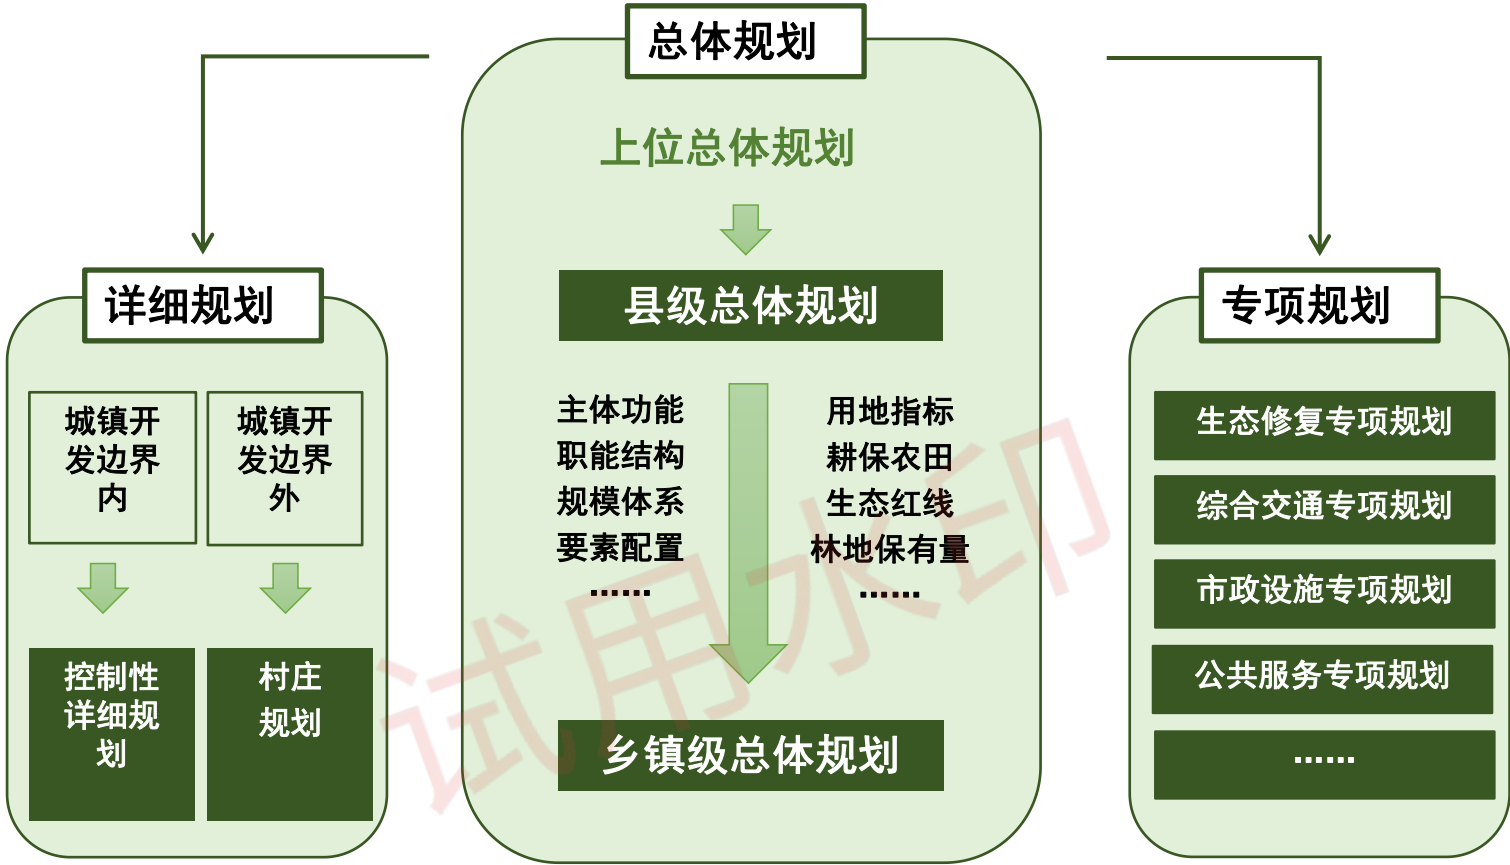 总体规划
上位总体规划
县级总体规划
主体功能
职能结构
规模体系
要素配置
······
用地指标
耕保农田
生态红线
林地保有量
······
乡镇级总体规划
详细规划
城镇开
发边界
内
城镇开
发边界
外
控制性
详细规
划
村庄
规划
专项规划
生态修复专项规划
综合交通专项规划
市政设施专项规划
公共服务专项规划
······
试用水印